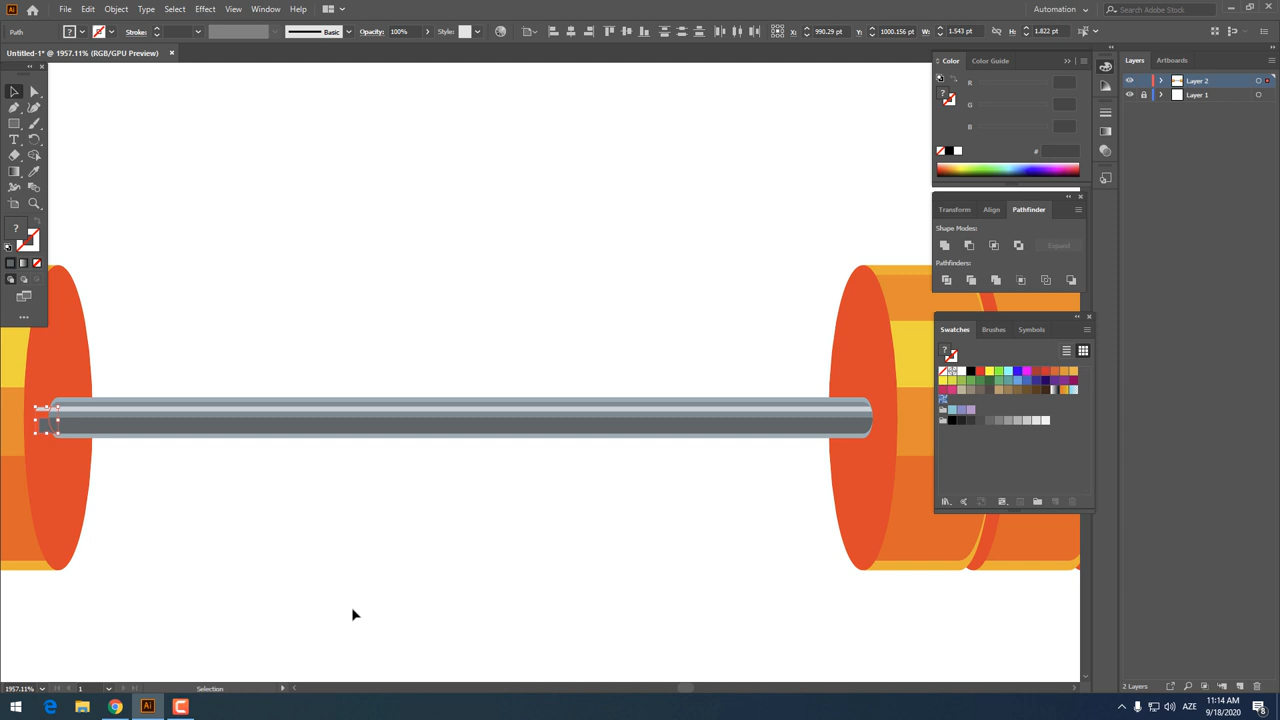 Ai File Edit Object Type Select Effect View Window Help Automation Search Adobe Stock
Path ? Stroke: Basic Opacity: 100% Style: X: 990.29 pt Y: 1000.156 pt W: 1.543 pt H: 1.822 pt
Untitled-1* @ 1957.11% (RGB/GPU Preview)
Color Color Guide
R
G
B
#
Layers Artboards
Layer 2
Layer 1
Transform Align Pathfinder
Shape Modes:
Expand
Pathfinders:
Swatches Brushes Symbols
1957.11% 1 Selection
2 Layers
Ai AZE 11:14 AM
9/18/2020